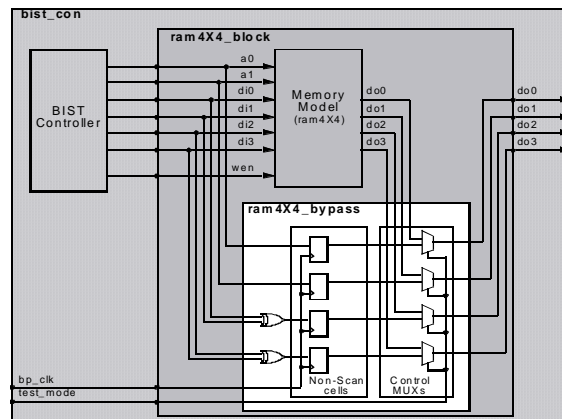 bist_con
ram4X4_block
a0
a1
di0
di1
di2
di3
wen
BIST
Controller
Memory
Model
(ram4X4)
do0
do1
do2
do3
do0
do1
do2
do3
ram4X4_bypass
bp_clk
test_mode
Non-Scan
cells
Control
MUXs